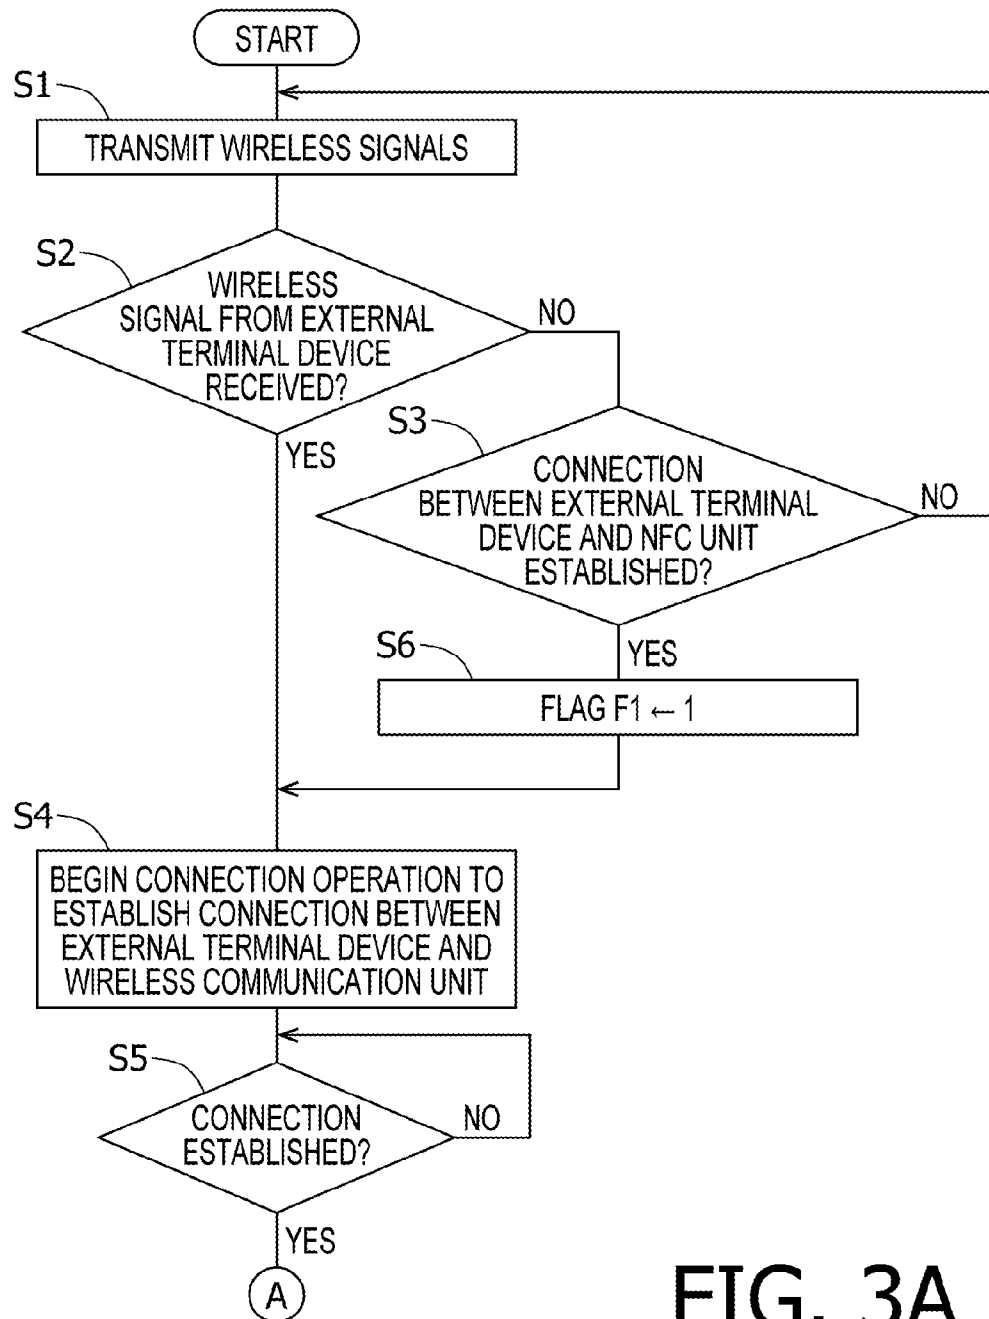 START
S1
TRANSMIT WIRELESS SIGNALS
S2
WIRELESS
SIGNAL FROM EXTERNAL
TERMINAL DEVICE
RECEIVED?
NO
YES
S3
CONNECTION
BETWEEN EXTERNAL TERMINAL
DEVICE AND NFC UNIT
ESTABLISHED?
NO
YES
S6
FLAG F1 ← 1
S4
BEGIN CONNECTION OPERATION TO
ESTABLISH CONNECTION BETWEEN
EXTERNAL TERMINAL DEVICE AND
WIRELESS COMMUNICATION UNIT
S5
CONNECTION
ESTABLISHED?
NO
YES
A
FIG. 3A